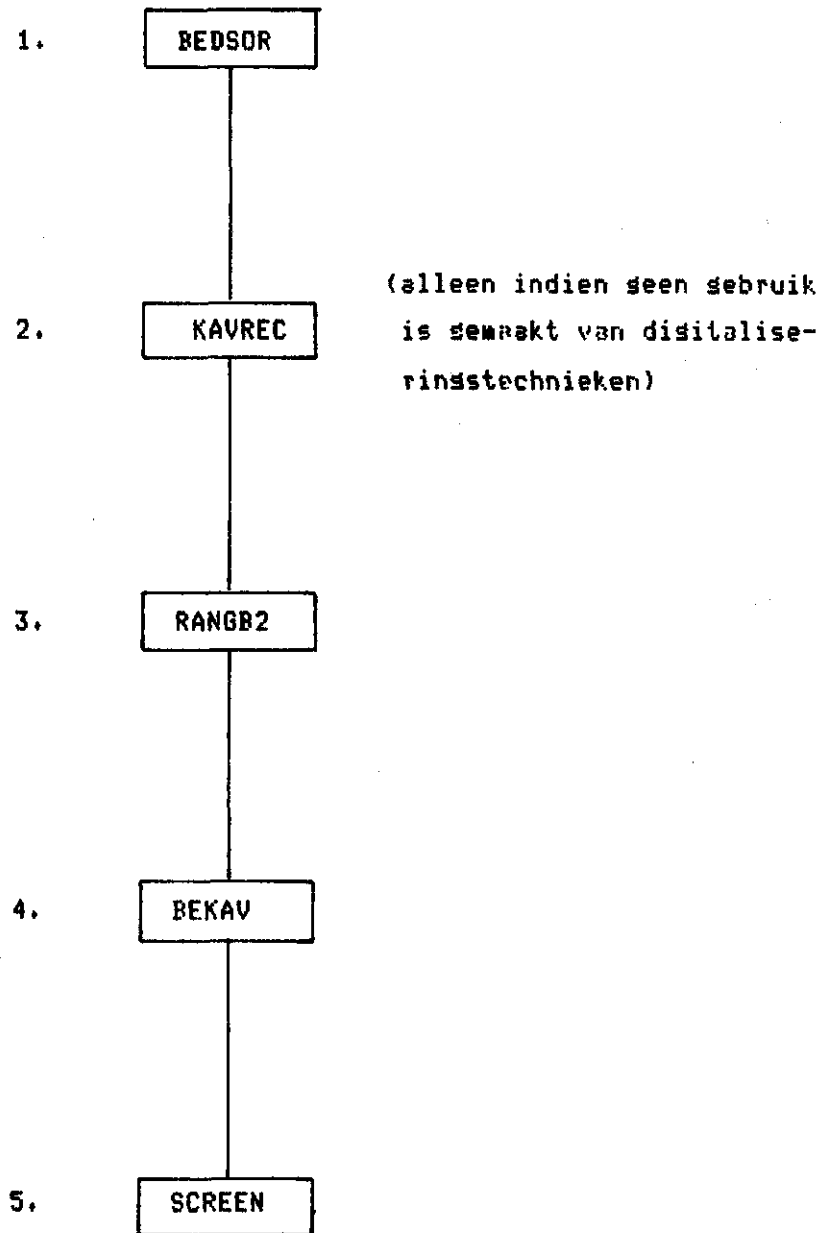 1. BEDSOR
(alleen indien geen gebruik
2. KAVREC is gemaakt van digitalise-
ringstechnieken)
3. RANGB2
4. BEKAV
5. SCREEN